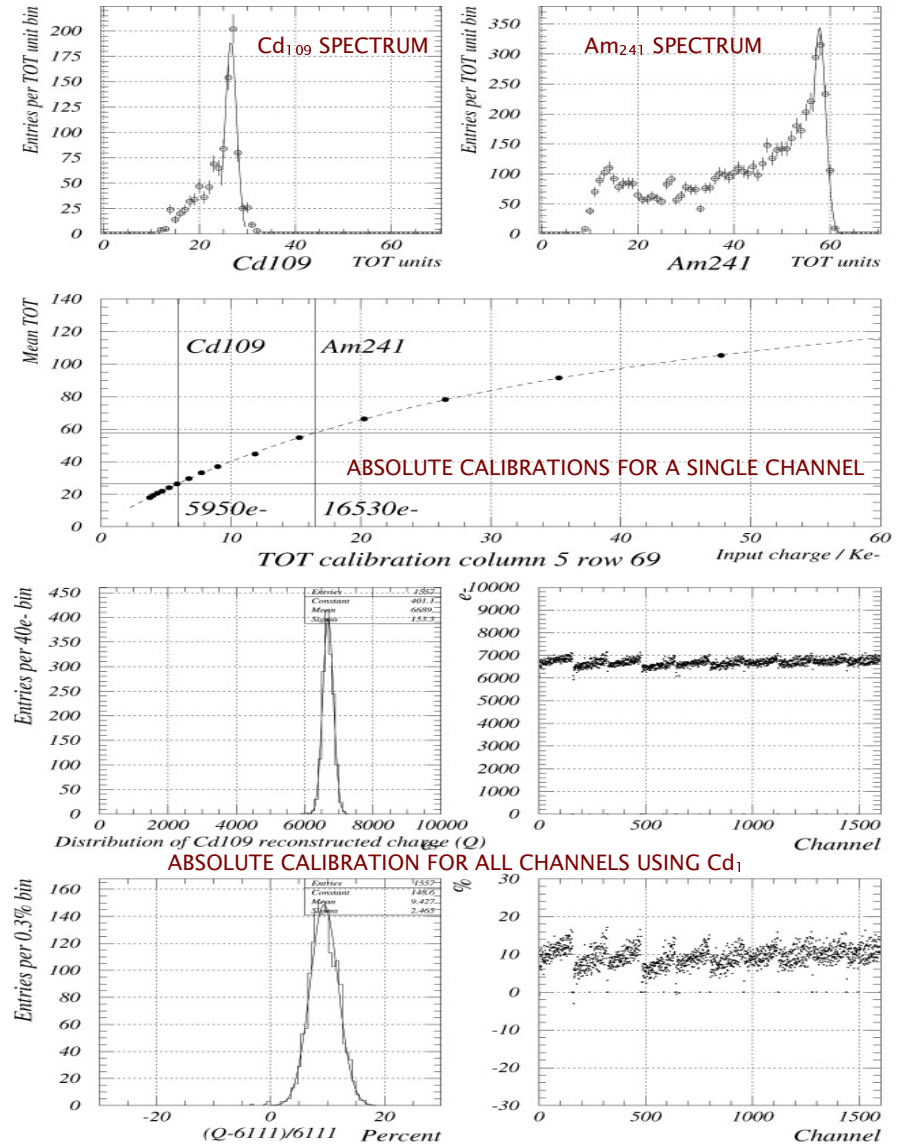 Cd₁₀₉ SPECTRUM
Entries per TOT unit bin
200
175
150
125
100
75
50
25
0
0 20 40 60
Cd109 TOT units
Am₂₄₁ SPECTRUM
Entries per TOT unit bin
350
300
250
200
150
100
50
0
0 20 40 60
Am241 TOT units
Mean TOT
140
120
100
80
60
40
20
0
Cd109 Am241
ABSOLUTE CALIBRATIONS FOR A SINGLE CHANNEL
5950e- 16530e-
0 10 20 30 40 50 60
TOT calibration column 5 row 69 Input charge / Ke-
Entries per 40e- bin
450
400
350
300
250
200
150
100
50
0
Entries 1557
Constant 401.1
Mean 6689.
Sigma 153.3
0 2000 4000 6000 8000 10000
Distribution of Cd109 reconstructed charge (Q)
e-
10000
9000
8000
7000
6000
5000
4000
3000
2000
1000
0
0 500 1000 1500
Channel
ABSOLUTE CALIBRATION FOR ALL CHANNELS USING Cd₁
Entries per 0.3% bin
160
140
120
100
80
60
40
20
0
Entries 1557
Constant 148.6
Mean 9.427
Sigma 2.465
-20 0 20
(Q-6111)/6111 Percent
%
30
20
10
0
-10
-20
-30
0 500 1000 1500
Channel